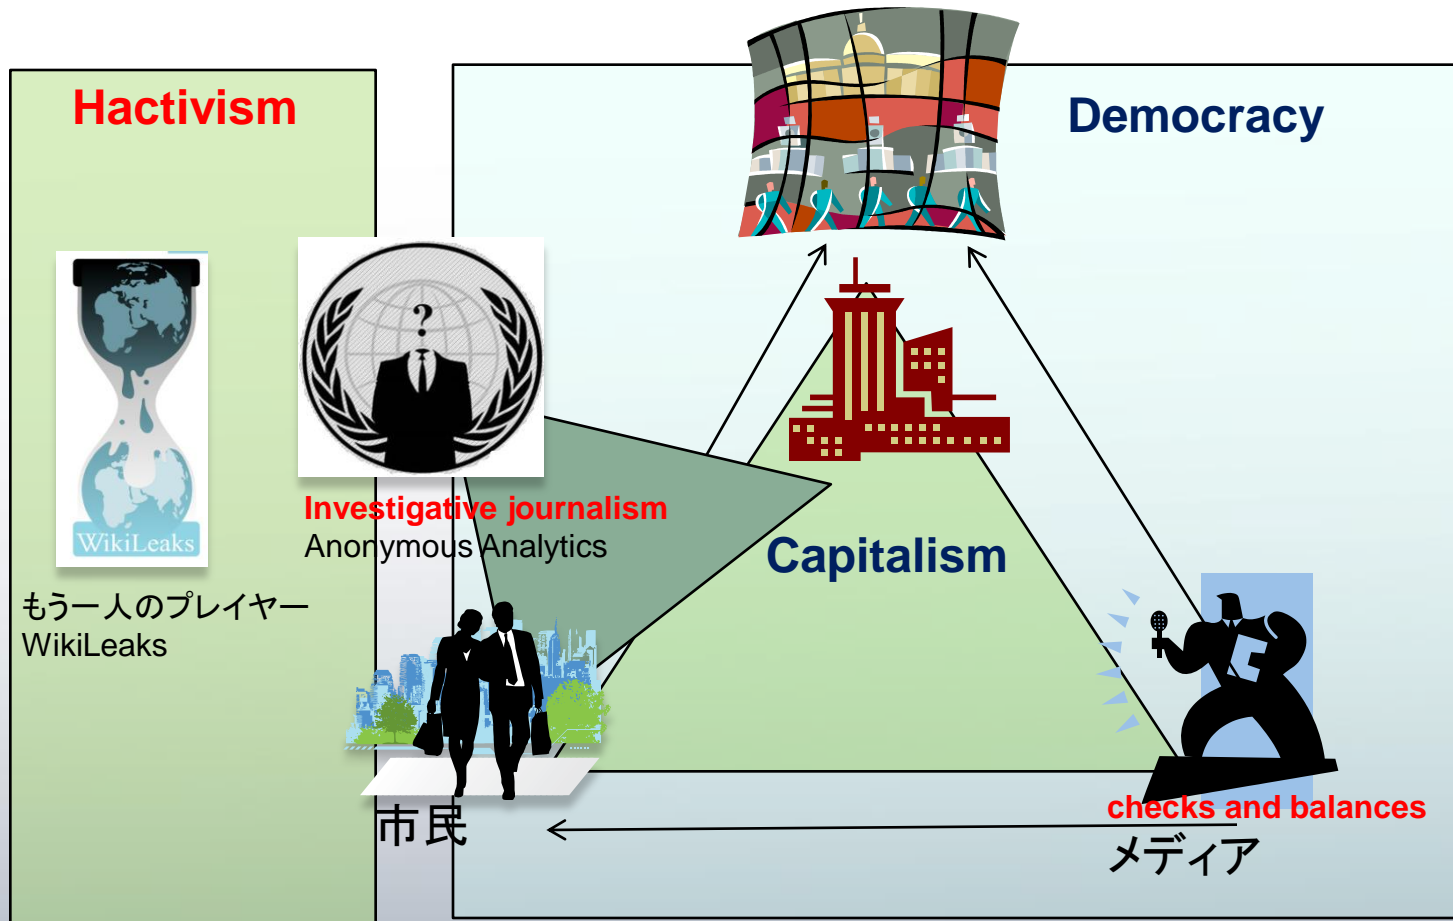 Hactivism
Democracy
?
WikiLeaks
Investigative journalism
Anonymous Analytics
Capitalism
もう一人のプレイヤー
WikiLeaks
checks and balances
市民
メディア